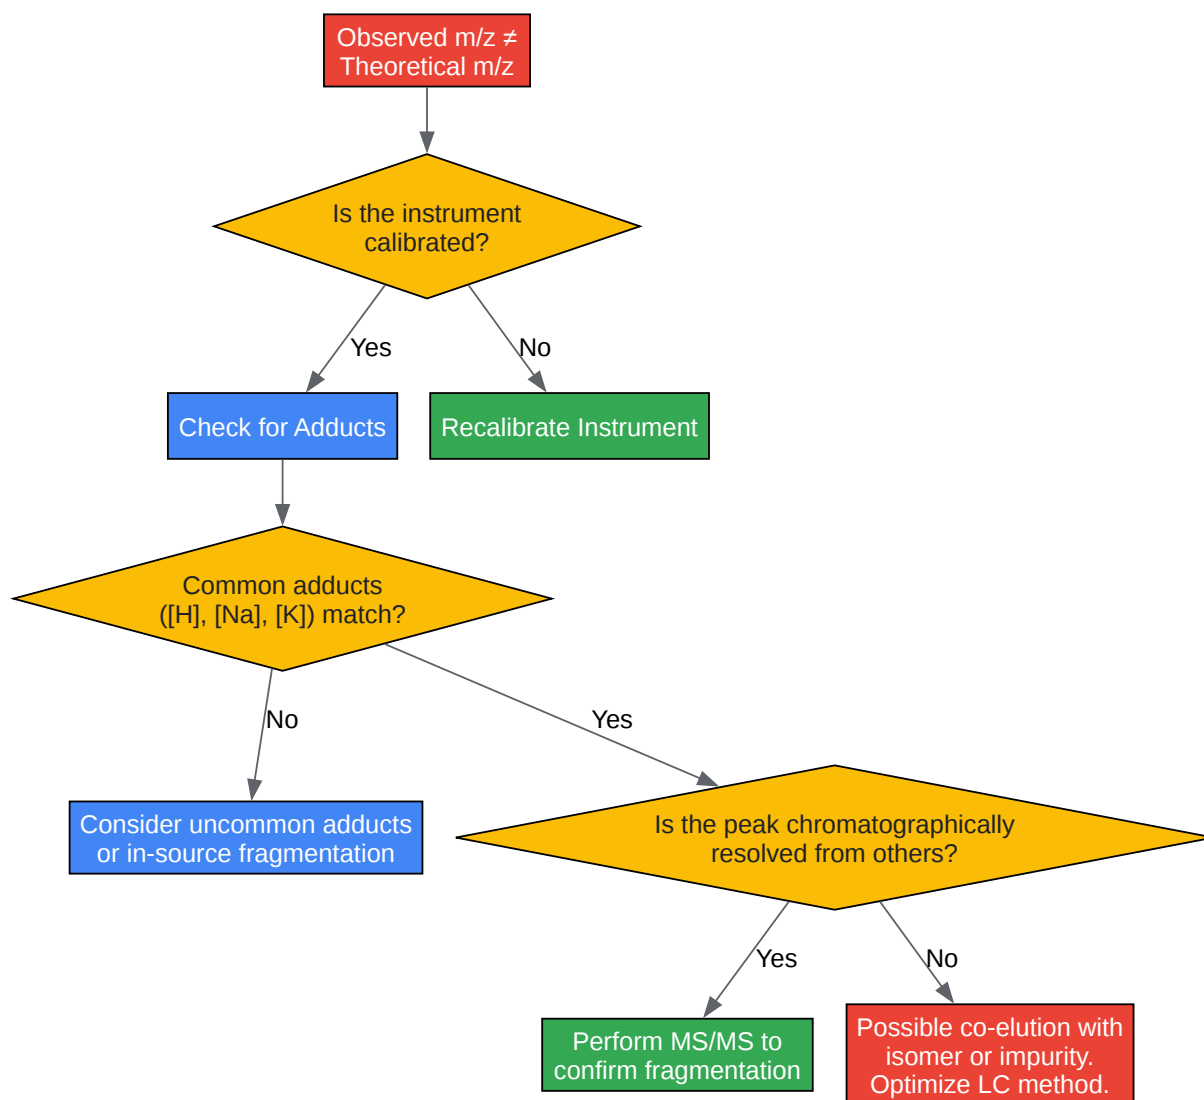 Observed m/z ≠
Theoretical m/z
Is the instrument
calibrated?
Yes
No
Check for Adducts
Recalibrate Instrument
Common adducts
([H], [Na], [K]) match?
No
Yes
Consider uncommon adducts
or in-source fragmentation
Is the peak chromatographically
resolved from others?
Yes
No
Perform MS/MS to
confirm fragmentation
Possible co-elution with
isomer or impurity.
Optimize LC method.